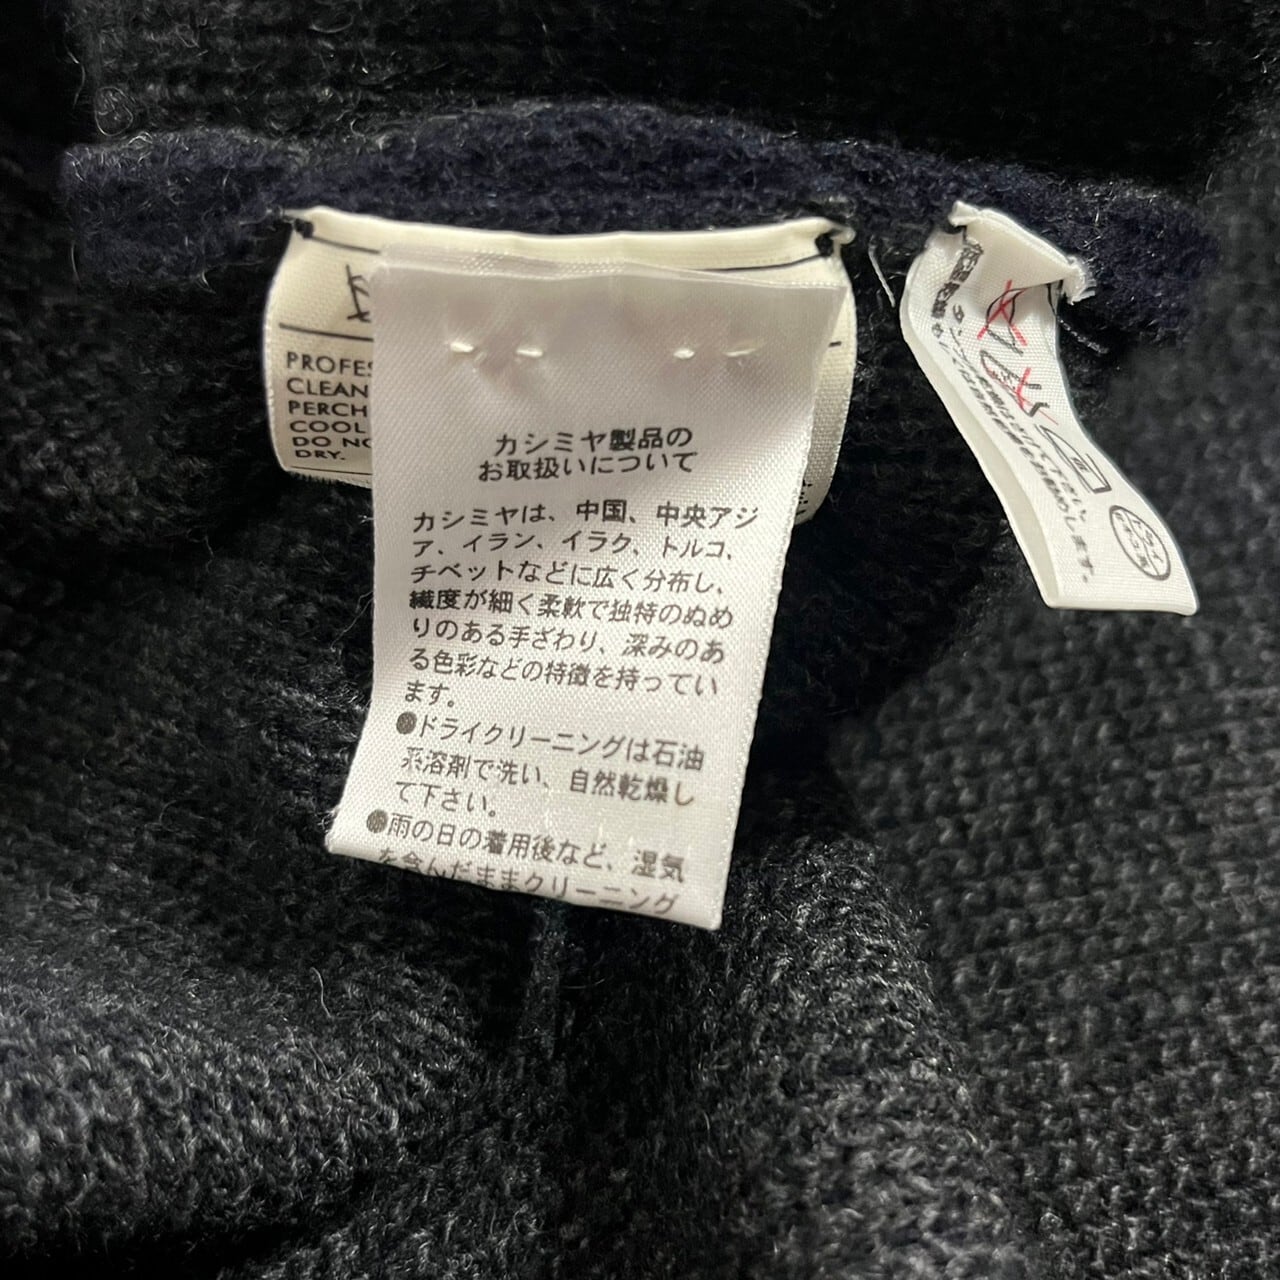 PROFES
CLEAN
PERCH
COOL
DO NO
DRY.
カシミヤ製品の
お取扱いについて
カシミヤは、中国、中央アジ
ア、イラン、イラク、トルコ、
チベットなどに広く分布し、
繊度が細く柔軟で独特のぬめ
りのある手ざわり、深みのあ
る色彩などの特徴を持ってい
ます。
●ドライクリーニングは石油
系溶剤で洗い、自然乾燥し
て下さい。
●雨の日の着用後など、湿気
を含んだままクリーニング
ドライ